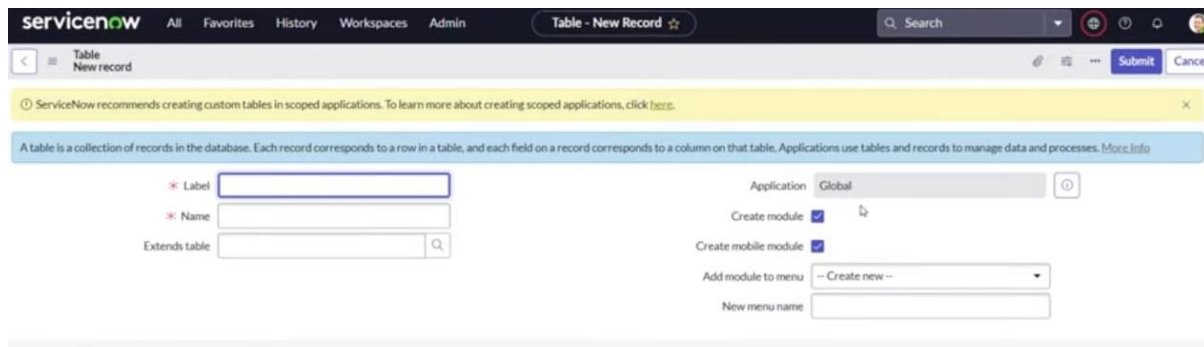 servicenow All Favorites History Workspaces Admin Table - New Record Search
Table
New record
Submit Cance
ServiceNow recommends creating custom tables in scoped applications. To learn more about creating scoped applications, click here.
A table is a collection of records in the database. Each record corresponds to a row in a table, and each field on a record corresponds to a column on that table. Applications use tables and records to manage data and processes. More Info
* Label
* Name
Extends table
Application Global
Create module
Create mobile module
Add module to menu -- Create new --
New menu name